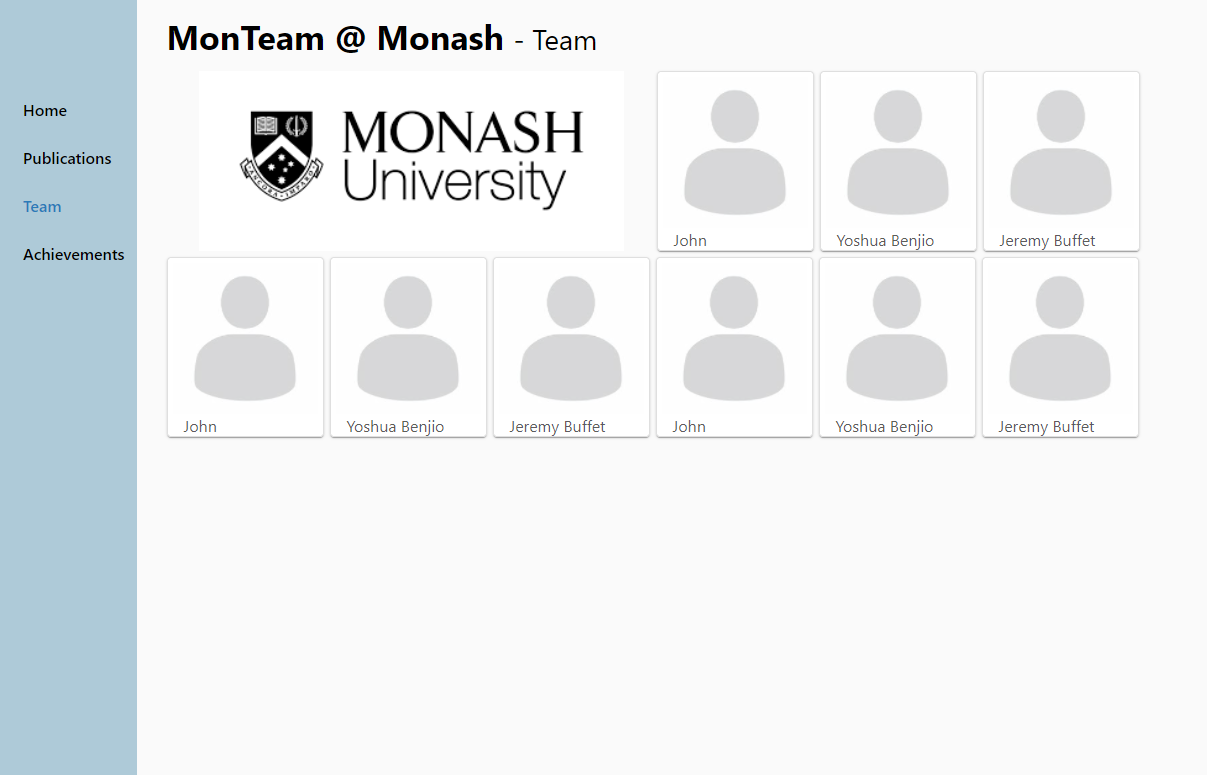 MonTeam @ Monash - Team
Home
Publications
Team
Achievements
MONASH
University
ANCORA IMPARO
John
Yoshua Benjio
Jeremy Buffet
John
Yoshua Benjio
Jeremy Buffet
John
Yoshua Benjio
Jeremy Buffet